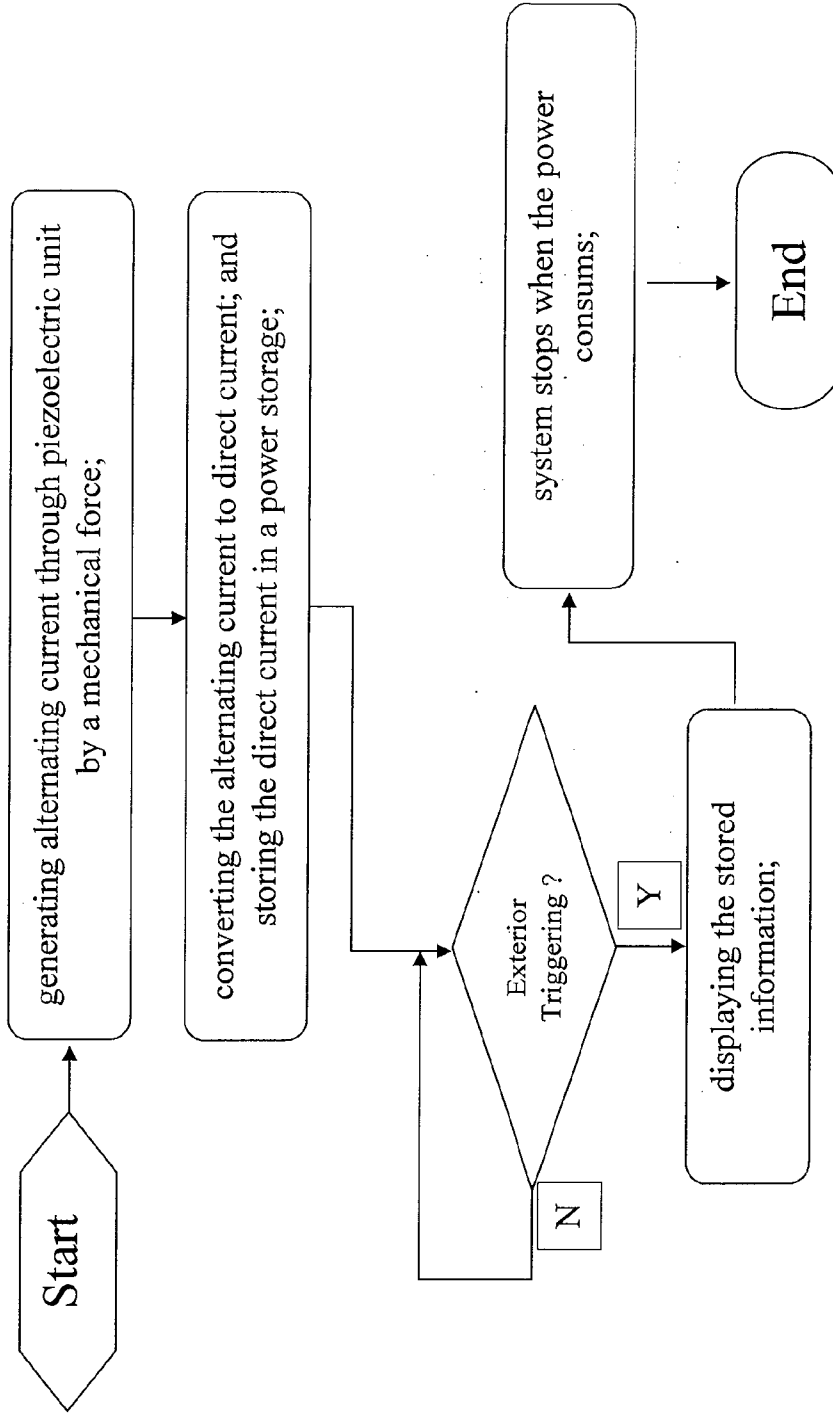 Start
generating alternating current through piezoelectric unit
by a mechanical force;
converting the alternating current to direct current; and
storing the direct current in a power storage;
Exterior
Triggering ?
N
Y
displaying the stored
information;
system stops when the power
consums;
End